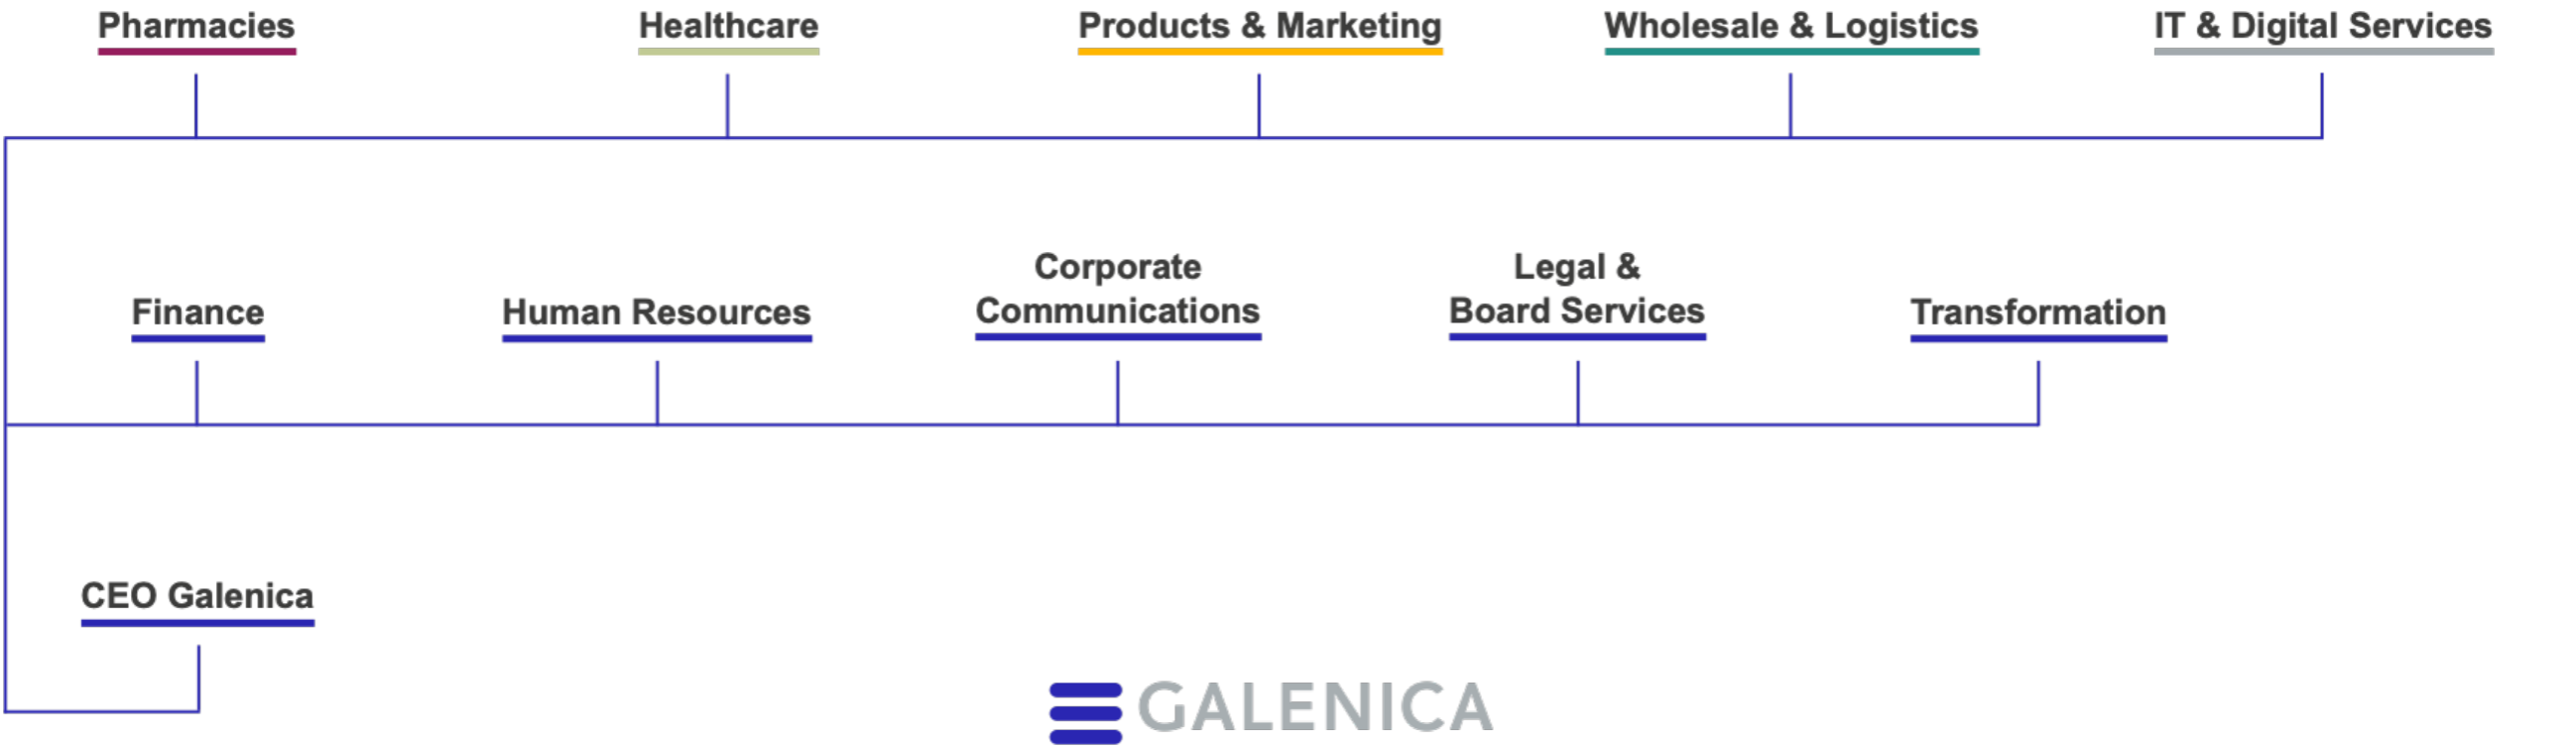 Pharmacies
Healthcare
Products & Marketing
Wholesale & Logistics
IT & Digital Services
Finance
Human Resources
Corporate
Communications
Legal &
Board Services
Transformation
CEO Galenica
GALENICA